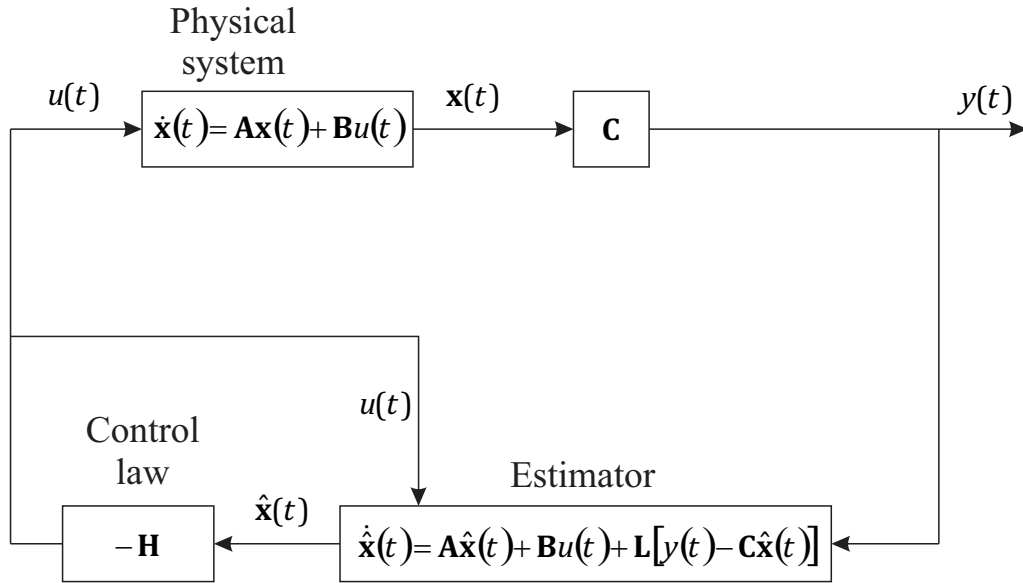 Physical
system
u(t)
ẋ(t)= Ax(t)+ Bu(t)
x(t)
C
y(t)
u(t)
Control
law
Estimator
x̂(t)
– H
x̂̇(t)= Ax̂(t)+ Bu(t)+ L[y(t)– Cx̂(t)]